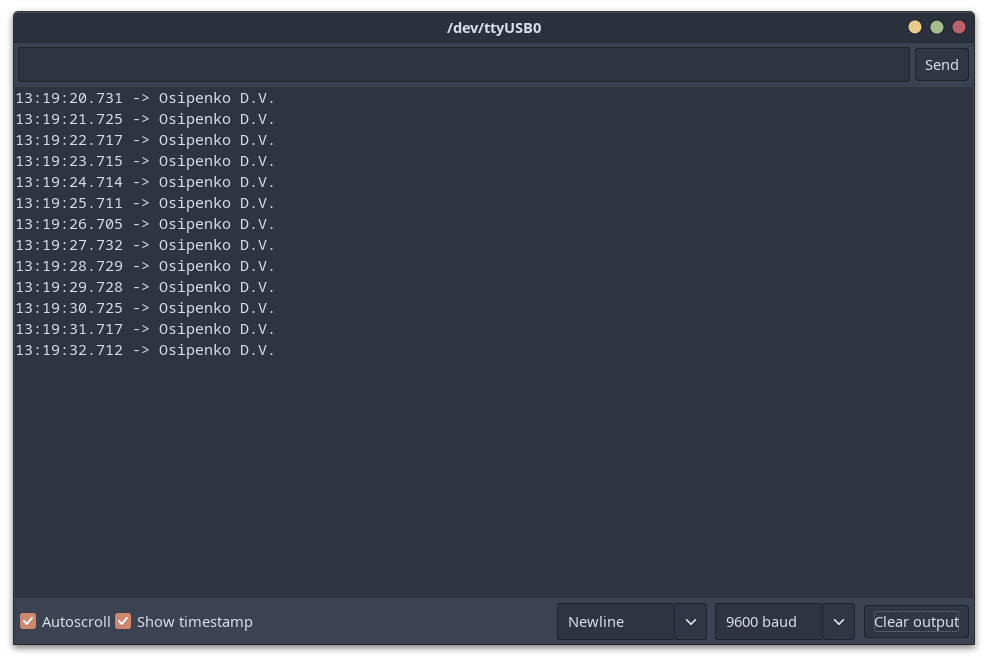 /dev/ttyUSB0
Send
13:19:20.731 -> Osipenko D.V.
13:19:21.725 -> Osipenko D.V.
13:19:22.717 -> Osipenko D.V.
13:19:23.715 -> Osipenko D.V.
13:19:24.714 -> Osipenko D.V.
13:19:25.711 -> Osipenko D.V.
13:19:26.705 -> Osipenko D.V.
13:19:27.732 -> Osipenko D.V.
13:19:28.729 -> Osipenko D.V.
13:19:29.728 -> Osipenko D.V.
13:19:30.725 -> Osipenko D.V.
13:19:31.717 -> Osipenko D.V.
13:19:32.712 -> Osipenko D.V.
Autoscroll Show timestamp Newline 9600 baud Clear output